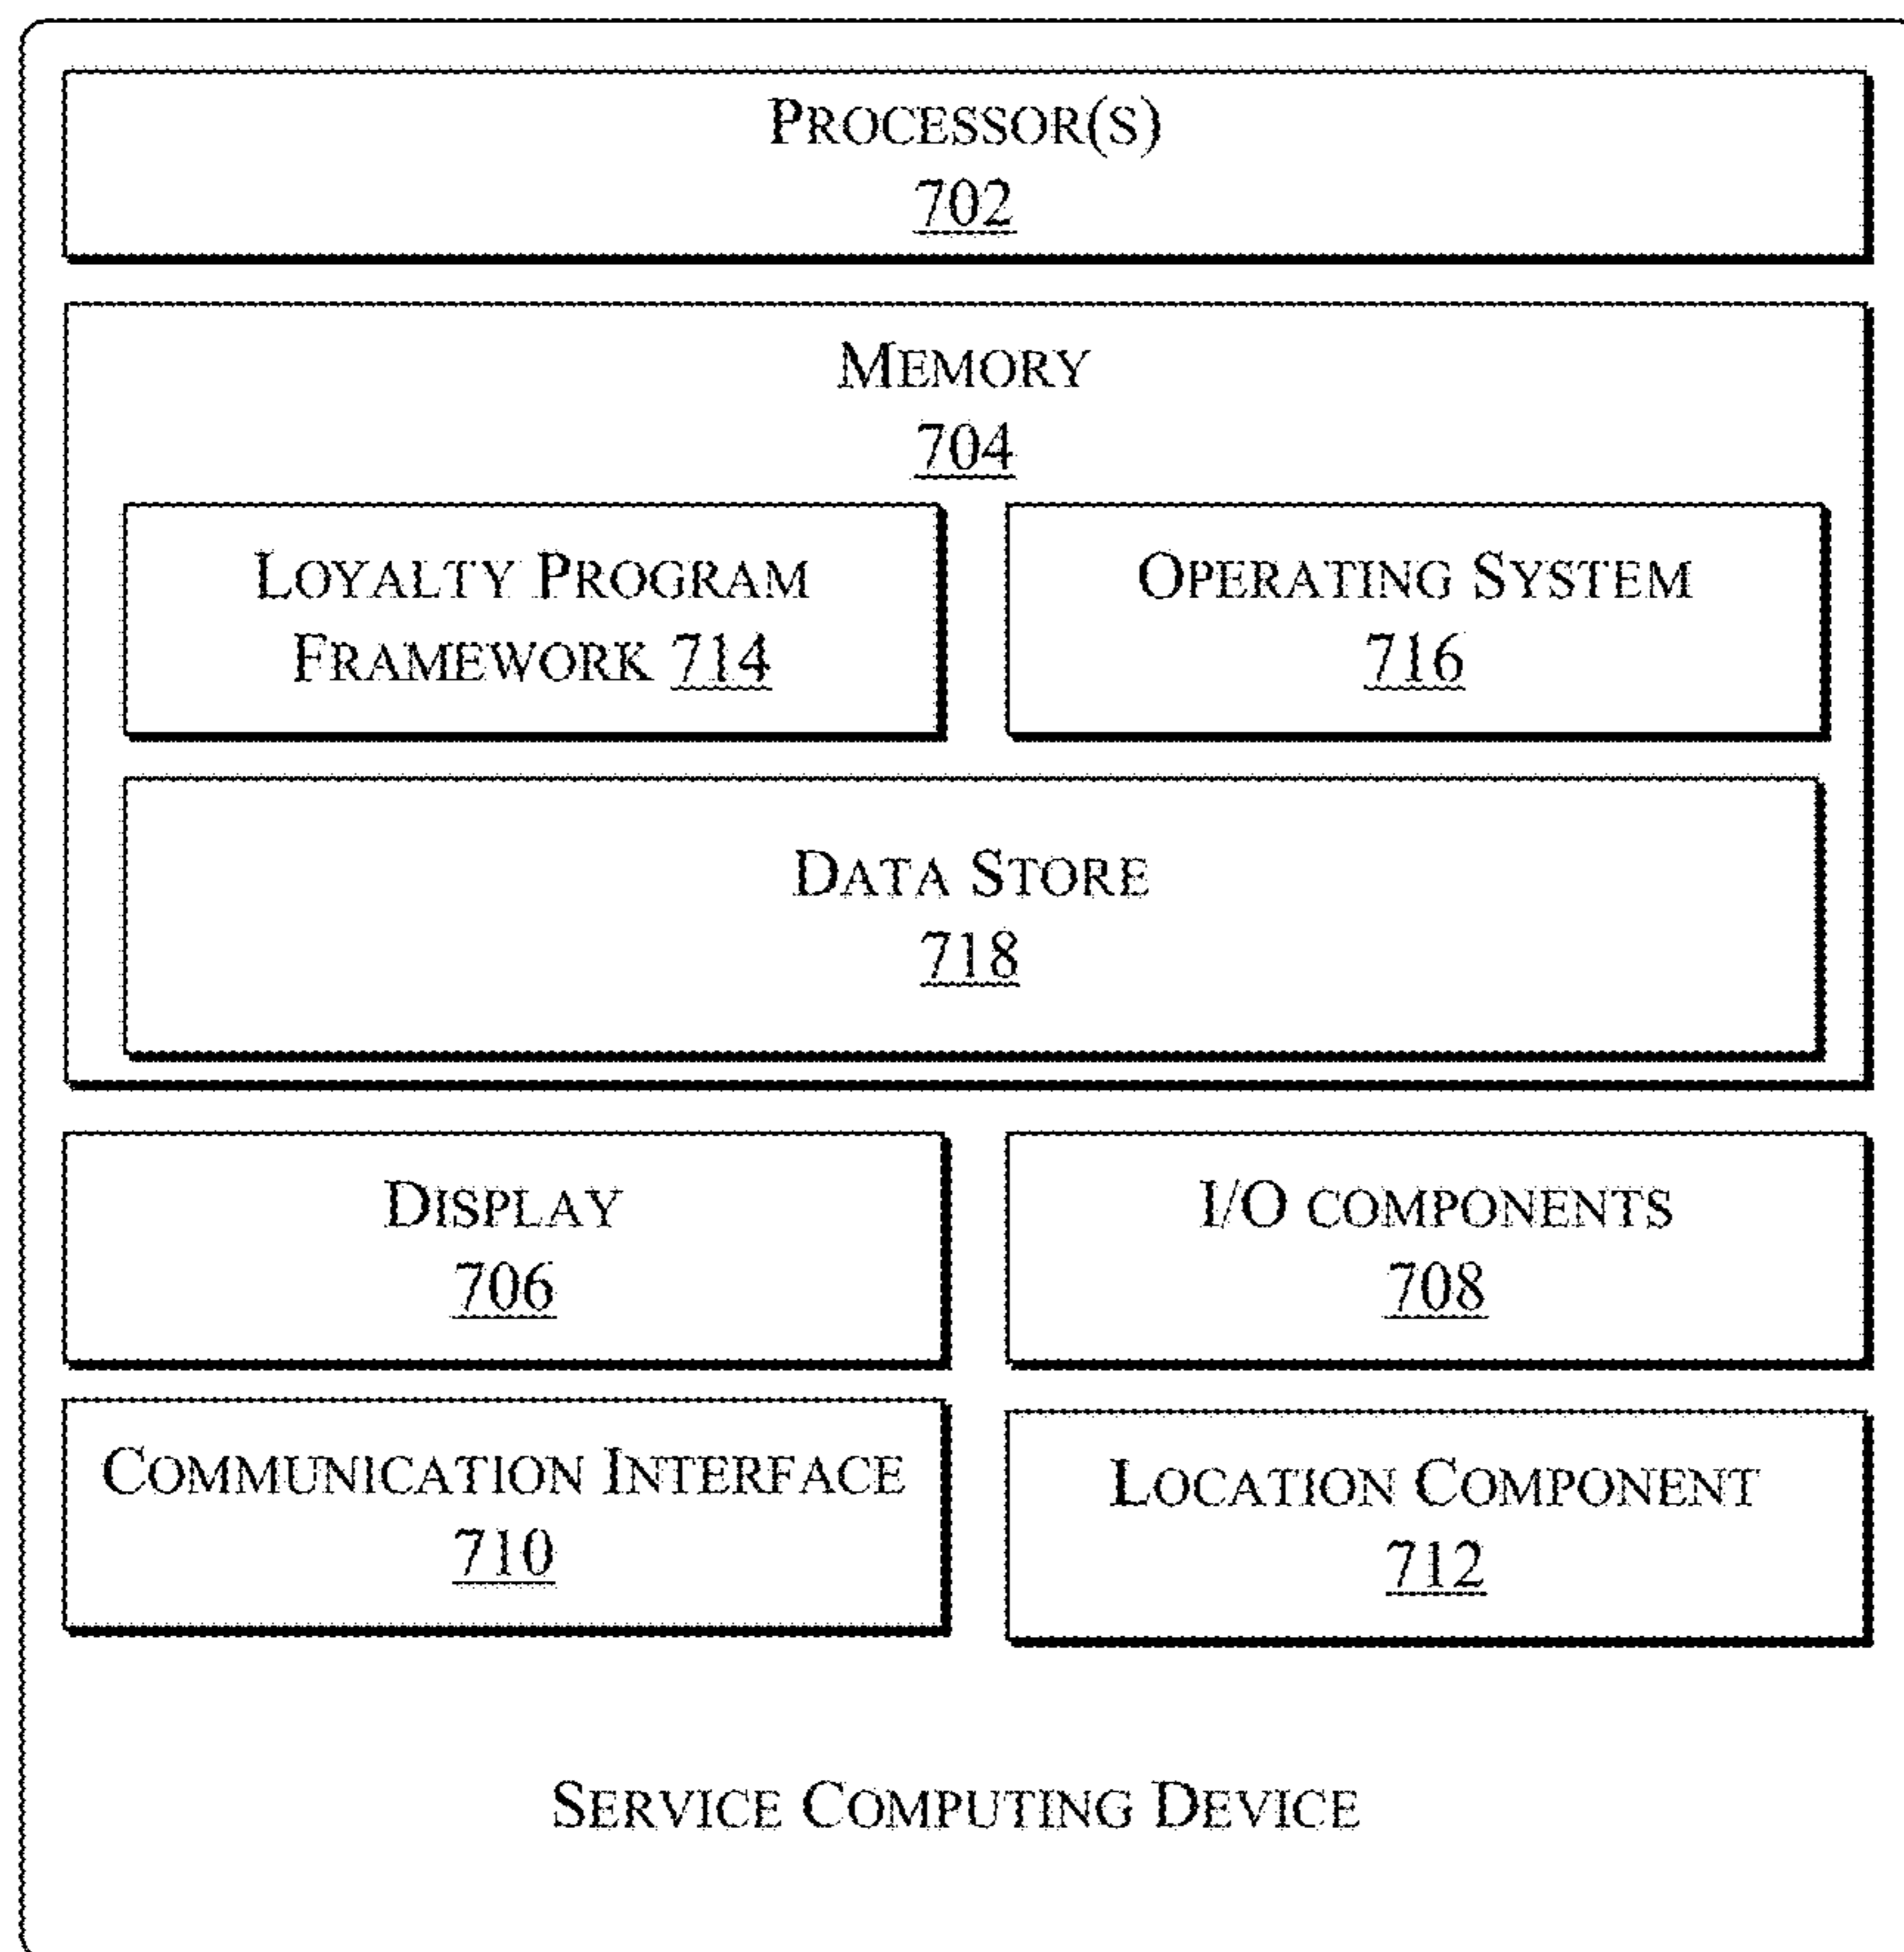 PROCESSOR(S)
702
MEMORY
704
LOYALTY PROGRAM
FRAMEWORK 714
OPERATING SYSTEM
716
DATA STORE
718
DISPLAY
706
I/O COMPONENTS
708
COMMUNICATION INTERFACE
710
LOCATION COMPONENT
712
SERVICE COMPUTING DEVICE